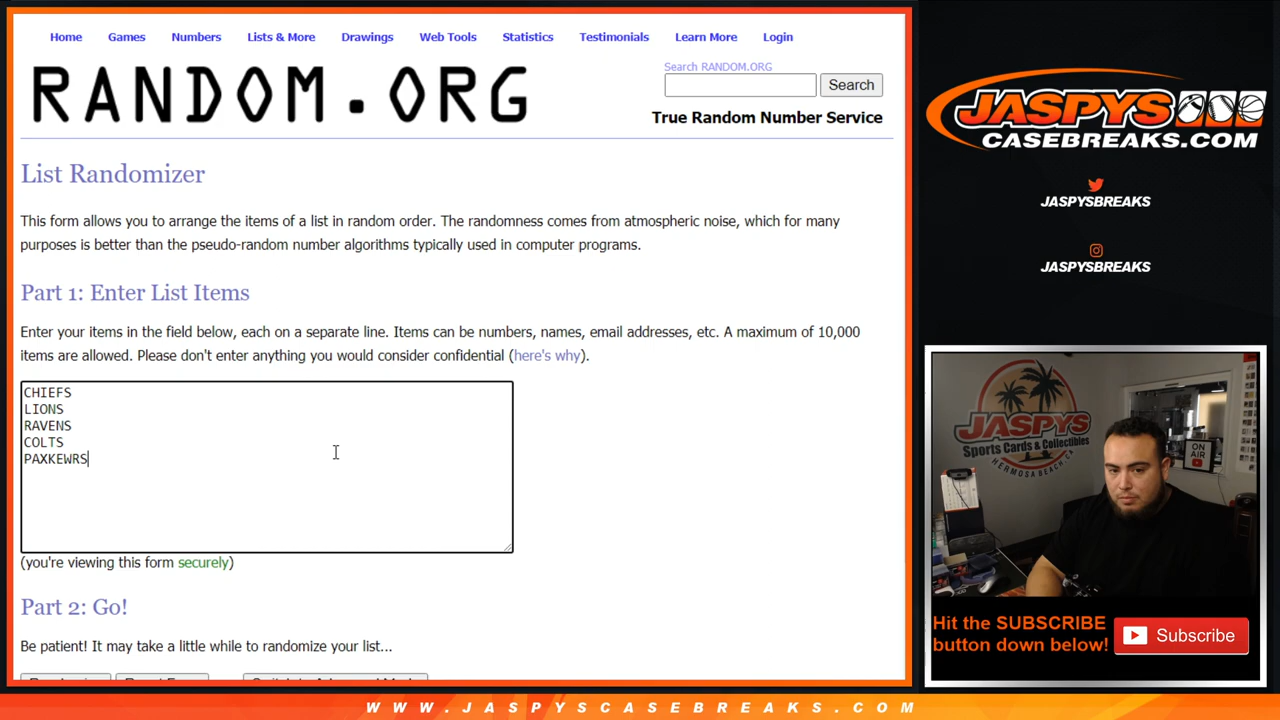 Home Games Numbers Lists & More Drawings Web Tools Statistics Testimonials Learn More Login
RANDOM.ORG
Search RANDOM.ORG
Search
True Random Number Service
List Randomizer
This form allows you to arrange the items of a list in random order. The randomness comes from atmospheric noise, which for many
purposes is better than the pseudo-random number algorithms typically used in computer programs.
Part 1: Enter List Items
Enter your items in the field below, each on a separate line. Items can be numbers, names, email addresses, etc. A maximum of 10,000
items are allowed. Please don't enter anything you would consider confidential (here's why).
CHIEFS
LIONS
RAVENS
COLTS
PAXKEWRS
(you're viewing this form securely)
Part 2: Go!
Be patient! It may take a little while to randomize your list...
JASPYS
CASEBREAKS.COM
JASPYSBREAKS
JASPYSBREAKS
JASPYS
Sports Cards & Collectibles
HERMOSA BEACH, CA
ON AIR
Hit the SUBSCRIBE
button down below!
Subscribe
WWW.JASPYSCASEBREAKS.COM